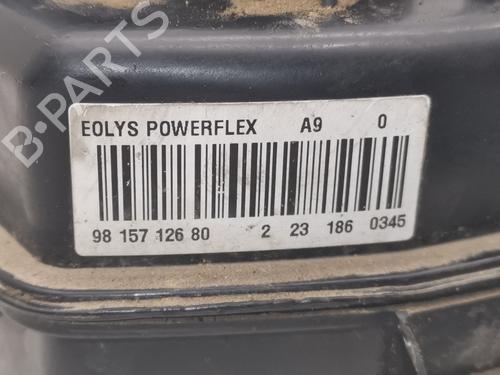 B-PARTS
EOLYS POWERFLEX A9 0
98 157 126 80 2 23 186 0345